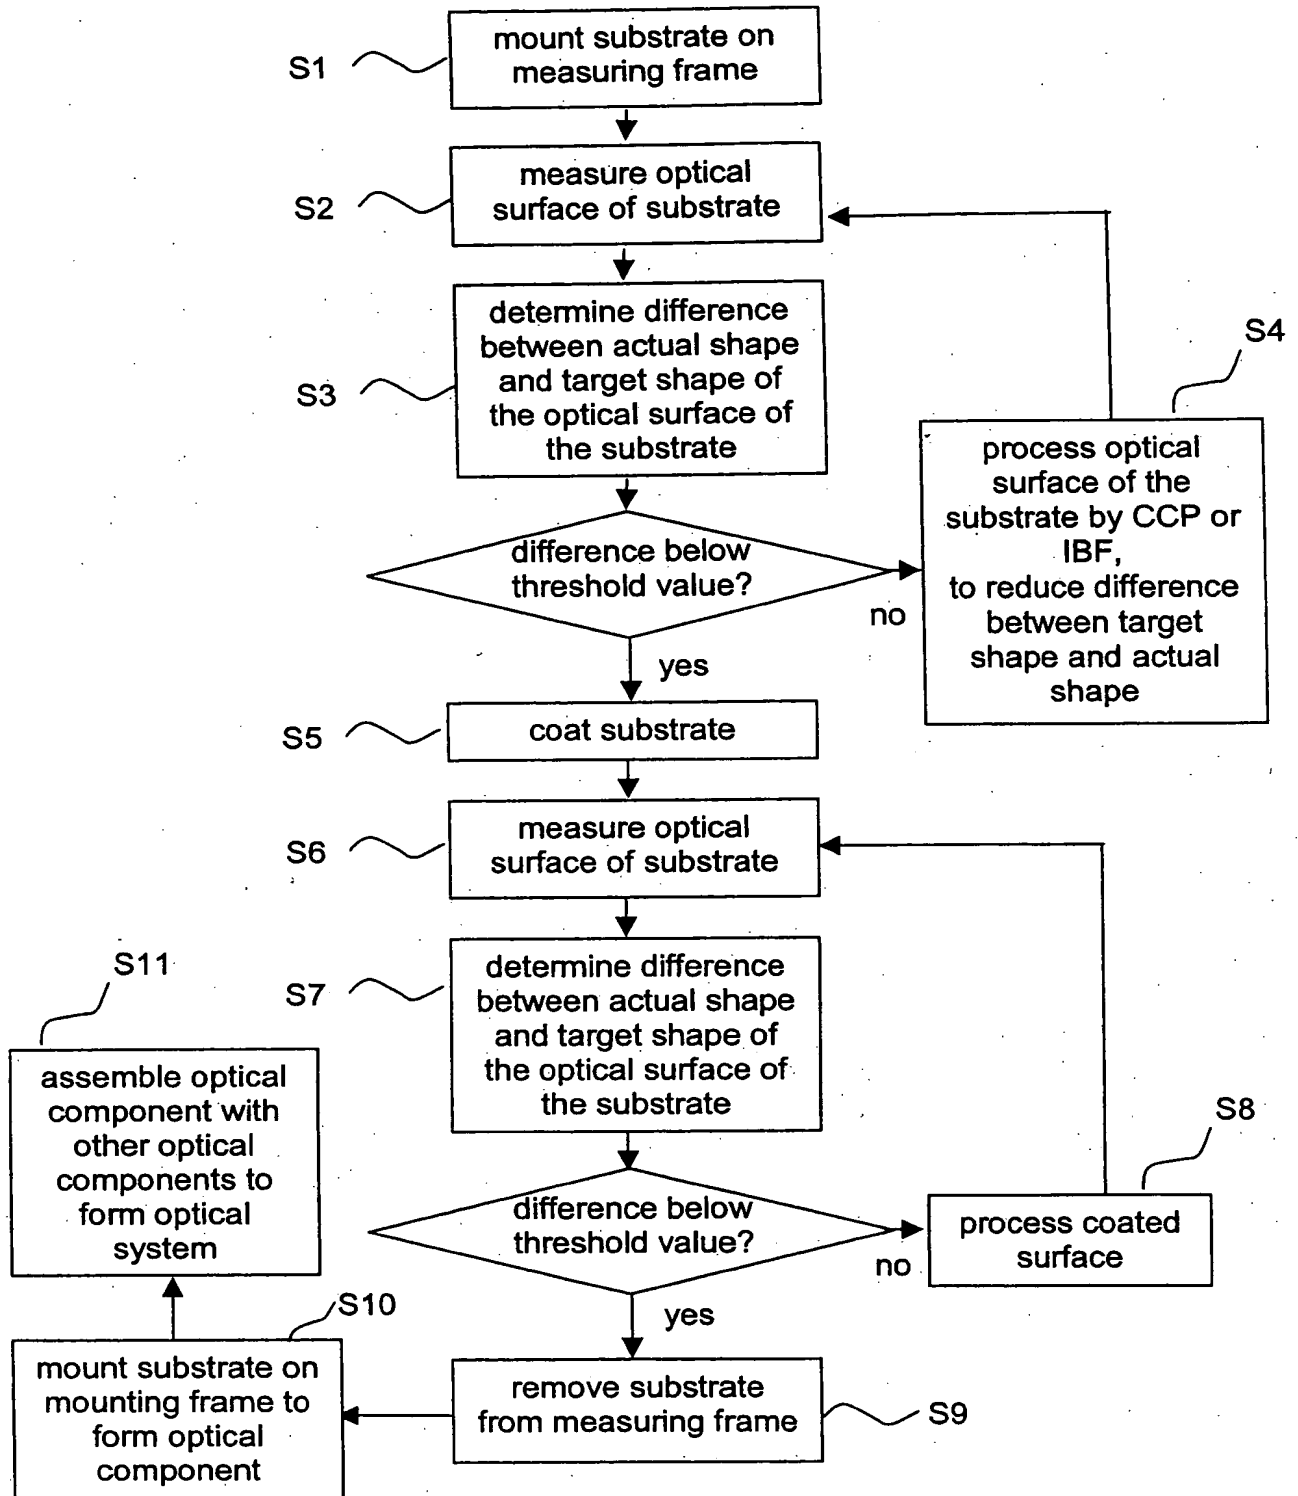 mount substrate on
measuring frame
S1
measure optical
surface of substrate
S2
determine difference
between actual shape
and target shape of
the optical surface of
the substrate
S3
S4
process optical
surface of the
substrate by CCP or
IBF,
to reduce difference
between target
shape and actual
shape
difference below
threshold value?
no
yes
coat substrate
S5
measure optical
surface of substrate
S6
determine difference
between actual shape
and target shape of
the optical surface of
the substrate
S7
S8
process coated
surface
difference below
threshold value?
no
yes
remove substrate
from measuring frame
S9
S10
mount substrate on
mounting frame to
form optical
component
S11
assemble optical
component with
other optical
components to
form optical
system